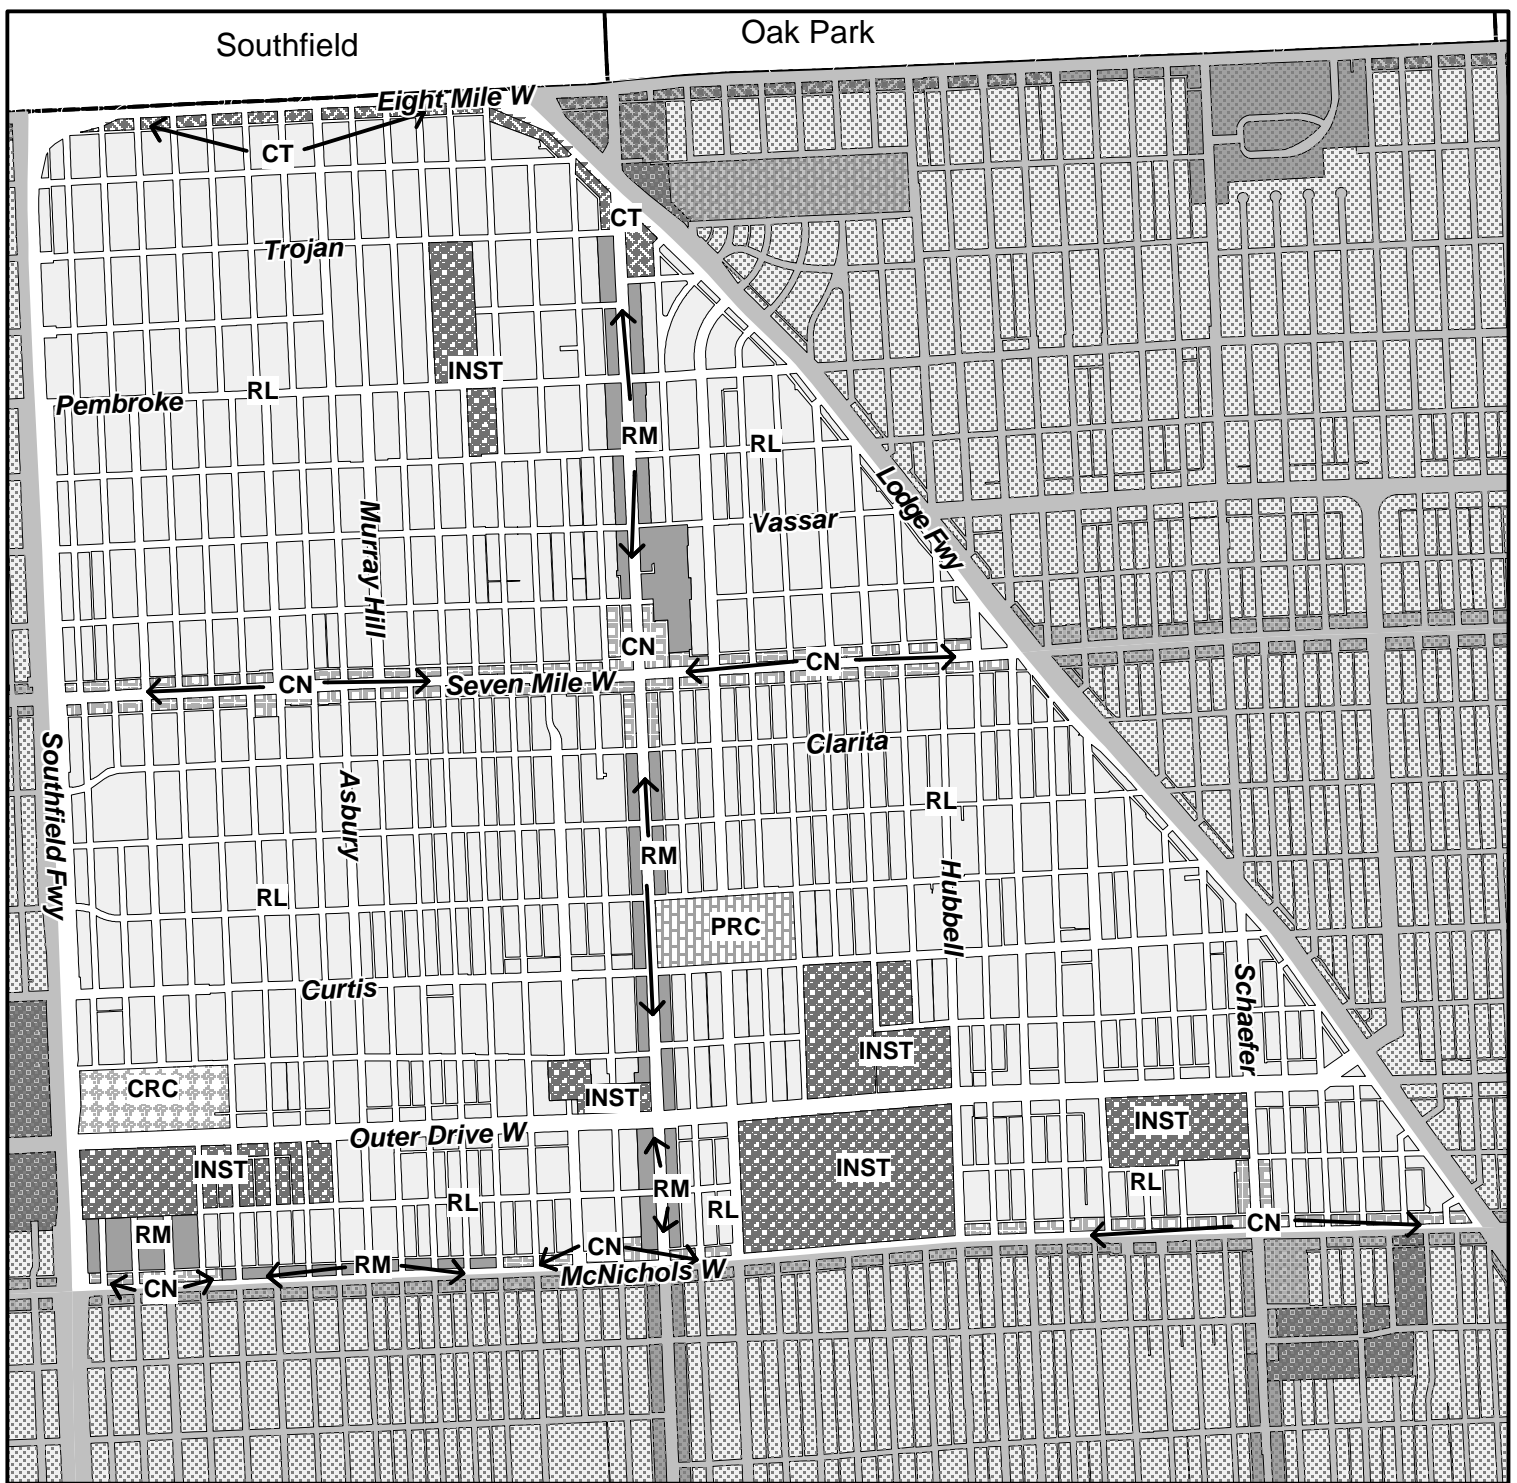 Southfield
Oak Park
Eight Mile W
CT
CT
Trojan
INST
RL
Pembroke
RM
RL
Lodge Fwy
Vassar
Murray Hill
CN
CN
CN
Seven Mile W
Southfield Fwy
Clarita
Asbury
RL
RM
Hubbell
RL
PRC
Curtis
Schaefer
INST
CRC
INST
INST
Outer Drive W
INST
INST
RM
RL
RL
RL
RM
CN
CN
RM
McNichols W
CN